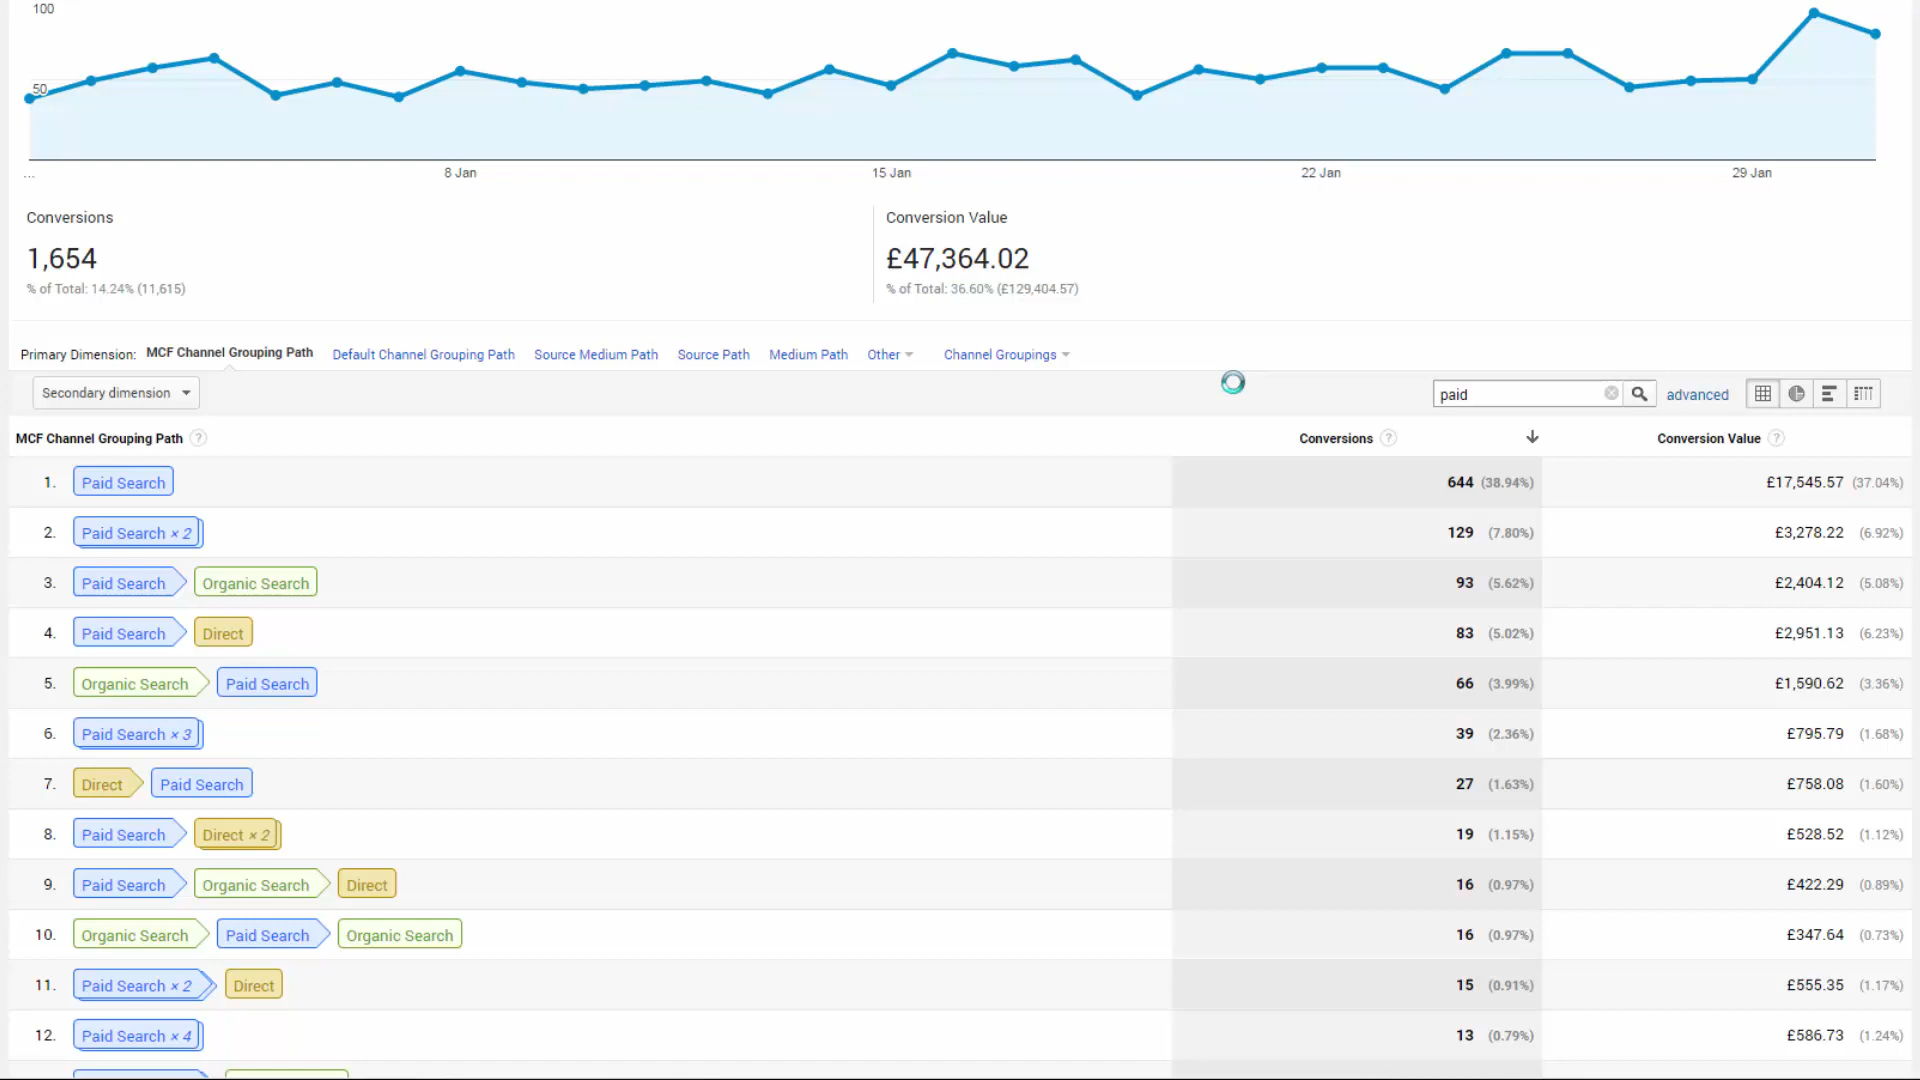 100
50
...
8 Jan
15 Jan
22 Jan
29 Jan
Conversions
Conversion Value
1,654
£47,364.02
% of Total: 14.24% (11,615)
% of Total: 36.60% (£129,404.57)
Primary Dimension: MCF Channel Grouping Path Default Channel Grouping Path Source Medium Path Source Path Medium Path Other Channel Groupings
Secondary dimension
paid
advanced
MCF Channel Grouping Path ? Conversions ? Conversion Value ?
1. Paid Search 644 (38.94%) £17,545.57 (37.04%)
2. Paid Search × 2 129 (7.80%) £3,278.22 (6.92%)
3. Paid Search Organic Search 93 (5.62%) £2,404.12 (5.08%)
4. Paid Search Direct 83 (5.02%) £2,951.13 (6.23%)
5. Organic Search Paid Search 66 (3.99%) £1,590.62 (3.36%)
6. Paid Search × 3 39 (2.36%) £795.79 (1.68%)
7. Direct Paid Search 27 (1.63%) £758.08 (1.60%)
8. Paid Search Direct × 2 19 (1.15%) £528.52 (1.12%)
9. Paid Search Organic Search Direct 16 (0.97%) £422.29 (0.89%)
10. Organic Search Paid Search Organic Search 16 (0.97%) £347.64 (0.73%)
11. Paid Search × 2 Direct 15 (0.91%) £555.35 (1.17%)
12. Paid Search × 4 13 (0.79%) £586.73 (1.24%)